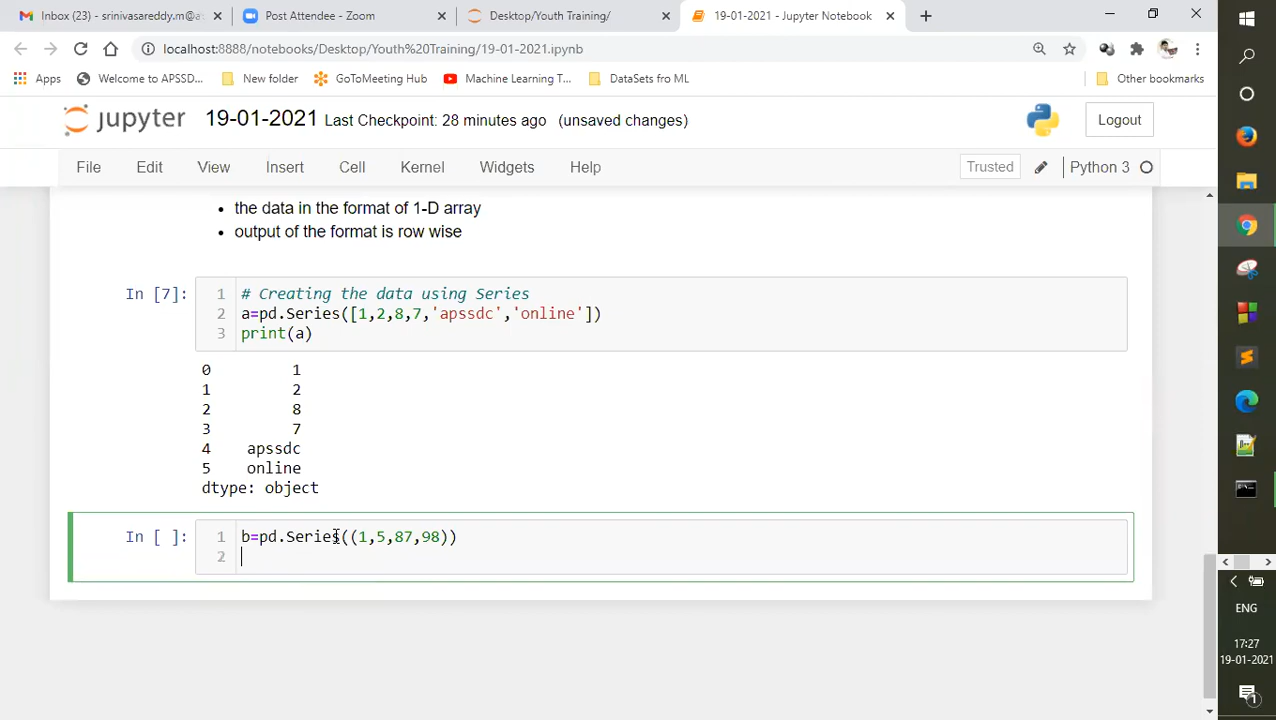 Inbox (23) - srinivasareddy.m@a
Post Attendee - Zoom
Desktop/Youth Training/
19-01-2021 - Jupyter Notebook
localhost:8888/notebooks/Desktop/Youth%20Training/19-01-2021.ipynb
Apps
Welcome to APSSD...
New folder
GoToMeeting Hub
Machine Learning T...
DataSets fro ML
Other bookmarks
jupyter 19-01-2021 Last Checkpoint: 28 minutes ago (unsaved changes)
Logout
File Edit View Insert Cell Kernel Widgets Help
Trusted
Python 3
• the data in the format of 1-D array
• output of the format is row wise
In [7]:
1 # Creating the data using Series
2 a=pd.Series([1,2,8,7,'apssdc','online'])
3 print(a)
0 1
1 2
2 8
3 7
4 apssdc
5 online
dtype: object
In [ ]:
1 b=pd.Series((1,5,87,98))
2
ENG
17:27
19-01-2021
1